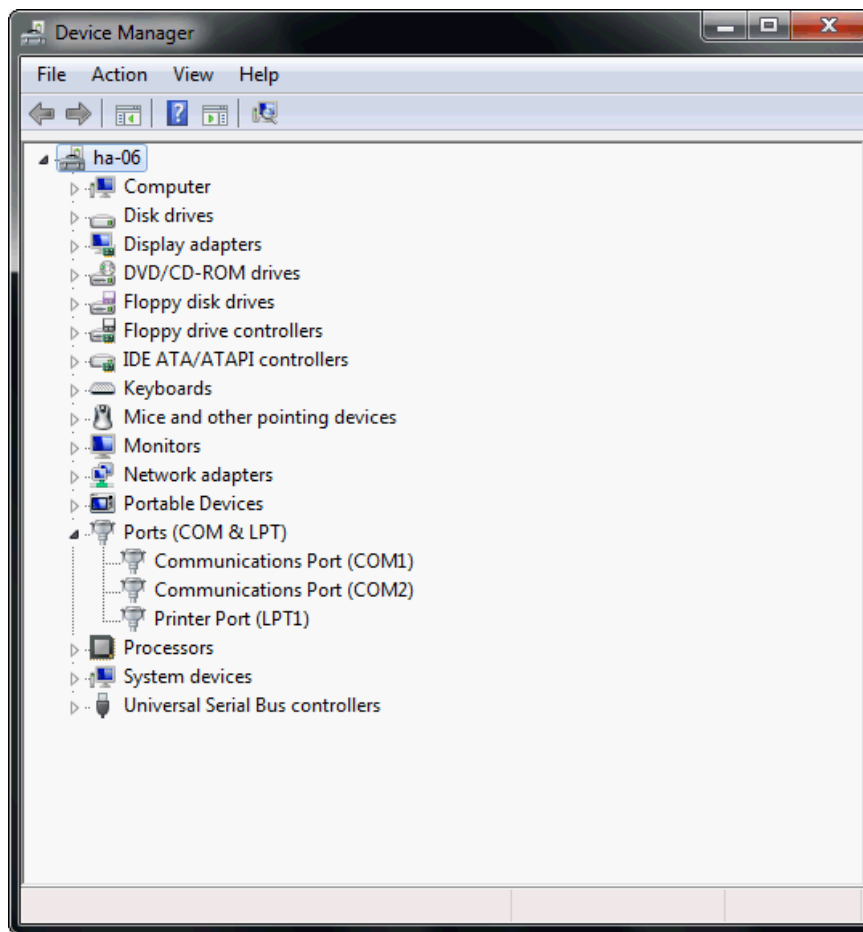 Device Manager
File Action View Help
ha-06
Computer
Disk drives
Display adapters
DVD/CD-ROM drives
Floppy disk drives
Floppy drive controllers
IDE ATA/ATAPI controllers
Keyboards
Mice and other pointing devices
Monitors
Network adapters
Portable Devices
Ports (COM & LPT)
Communications Port (COM1)
Communications Port (COM2)
Printer Port (LPT1)
Processors
System devices
Universal Serial Bus controllers